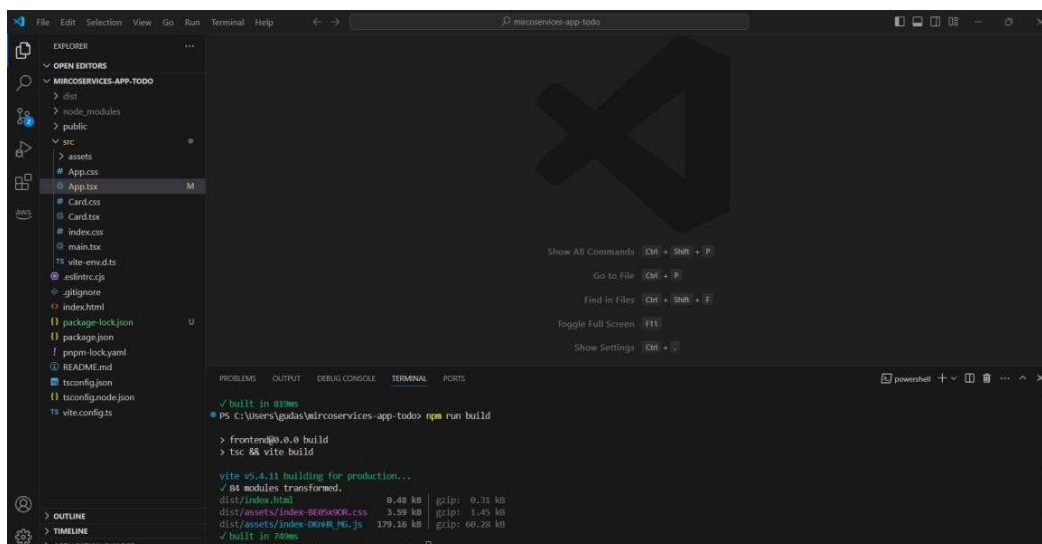 File Edit Selection View Go Run Terminal Help
mircoservices-app-todo
EXPLORER
OPEN EDITORS
MIRCOSERVICES-APP-TODO
dist
node_modules
public
src
assets
App.css
App.tsx M
Card.css
Card.tsx
index.css
main.tsx
TS vite-env.d.ts
.eslintrc.cjs
.gitignore
index.html
package-lock.json U
package.json
pnpm-lock.yaml
README.md
tsconfig.json
tsconfig.node.json
TS vite.config.ts
OUTLINE
TIMELINE
2
aws
Show All Commands Ctrl + Shift + P
Go to File Ctrl + P
Find in Files Ctrl + Shift + F
Toggle Full Screen F11
Show Settings Ctrl + ,
PROBLEMS OUTPUT DEBUG CONSOLE TERMINAL PORTS
powershell
✓ built in 819ms
PS C:\Users\gudas\mircoservices-app-todo> npm run build
> frontend@0.0.0 build
> tsc && vite build
vite v5.4.11 building for production...
✓ 84 modules transformed.
dist/index.html 0.48 kB │ gzip: 0.31 kB
dist/assets/index-BE05x9OR.css 3.59 kB │ gzip: 1.45 kB
dist/assets/index-DKnHR_MG.js 179.16 kB │ gzip: 60.28 kB
✓ built in 749ms